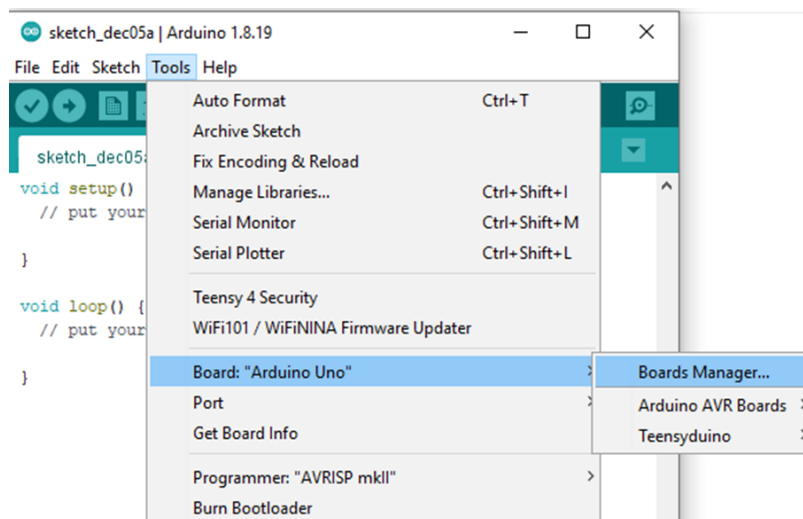 sketch_dec05a | Arduino 1.8.19
File Edit Sketch Tools Help
sketch_dec05a
void setup()
// put your
}
void loop() {
// put your
}
Auto Format Ctrl+T
Archive Sketch
Fix Encoding & Reload
Manage Libraries... Ctrl+Shift+I
Serial Monitor Ctrl+Shift+M
Serial Plotter Ctrl+Shift+L
Teensy 4 Security
WiFi101 / WiFiNINA Firmware Updater
Board: "Arduino Uno"
Port
Get Board Info
Programmer: "AVRISP mkII"
Burn Bootloader
Boards Manager...
Arduino AVR Boards
Teensyduino